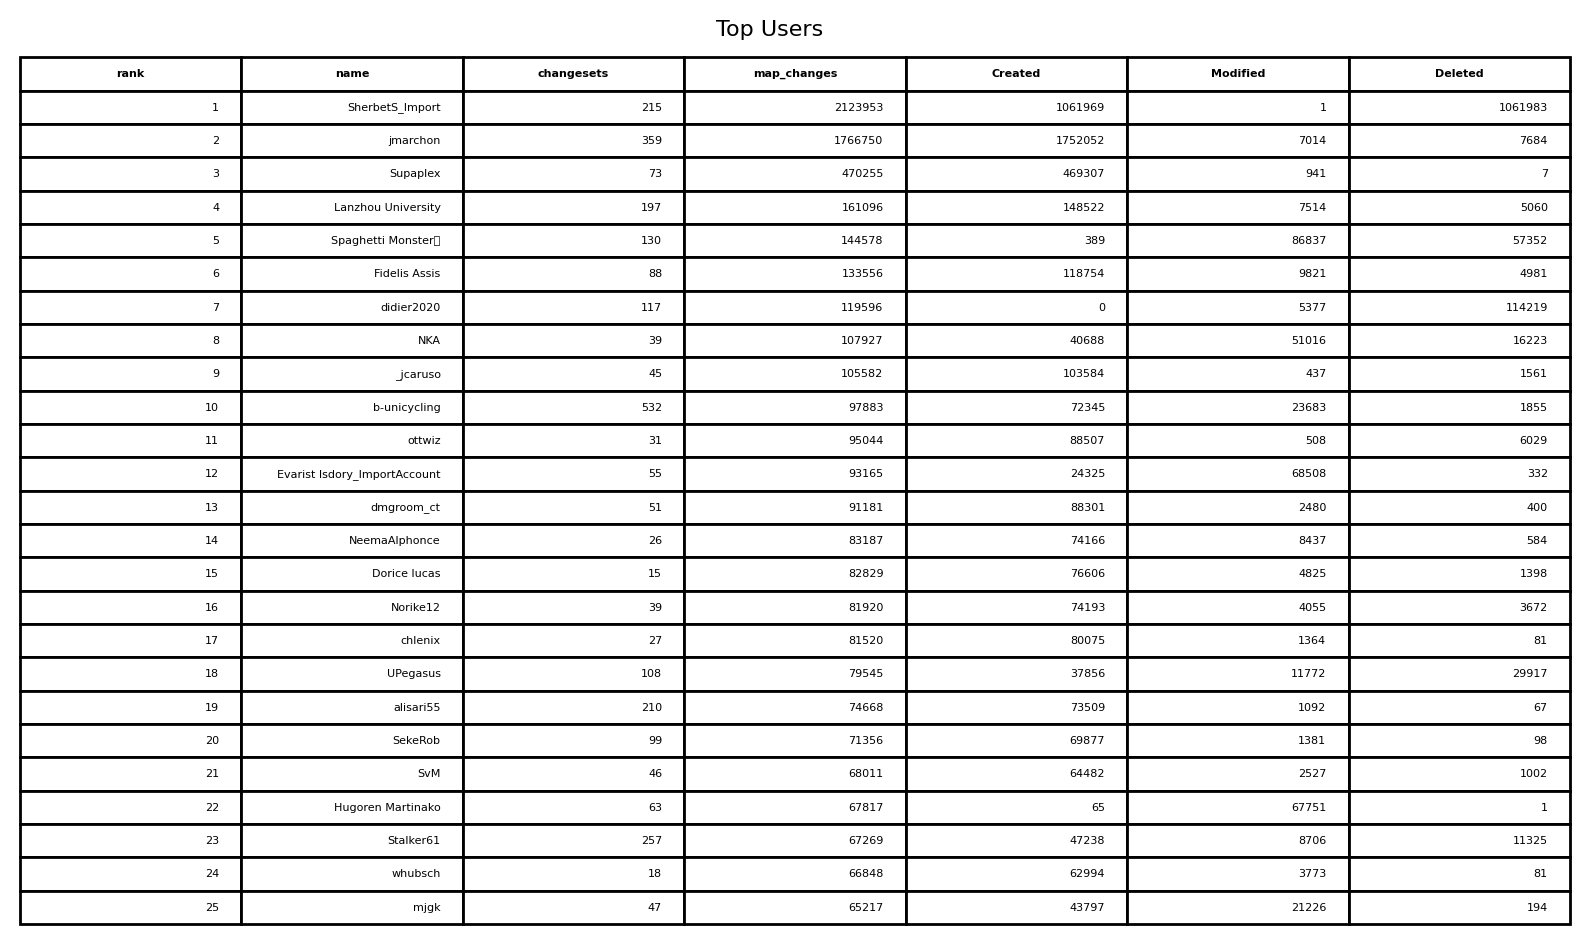 Top Users
rank name changesets map_changes Created Modified Deleted
1 SherbetS_Import 215 2123953 1061969 1 1061983
2 jmarchon 359 1766750 1752052 7014 7684
3 Supaplex 73 470255 469307 941 7
4 Lanzhou University 197 161096 148522 7514 5060
5 Spaghetti Monster 130 144578 389 86837 57352
6 Fidelis Assis 88 133556 118754 9821 4981
7 didier2020 117 119596 0 5377 114219
8 NKA 39 107927 40688 51016 16223
9 _jcaruso 45 105582 103584 437 1561
10 b-unicycling 532 97883 72345 23683 1855
11 ottwiz 31 95044 88507 508 6029
12 Evarist Isdory_ImportAccount 55 93165 24325 68508 332
13 dmgroom_ct 51 91181 88301 2480 400
14 NeemaAlphonce 26 83187 74166 8437 584
15 Dorice lucas 15 82829 76606 4825 1398
16 Norike12 39 81920 74193 4055 3672
17 chlenix 27 81520 80075 1364 81
18 UPegasus 108 79545 37856 11772 29917
19 alisari55 210 74668 73509 1092 67
20 SekeRob 99 71356 69877 1381 98
21 SvM 46 68011 64482 2527 1002
22 Hugoren Martinako 63 67817 65 67751 1
23 Stalker61 257 67269 47238 8706 11325
24 whubsch 18 66848 62994 3773 81
25 mjgk 47 65217 43797 21226 194